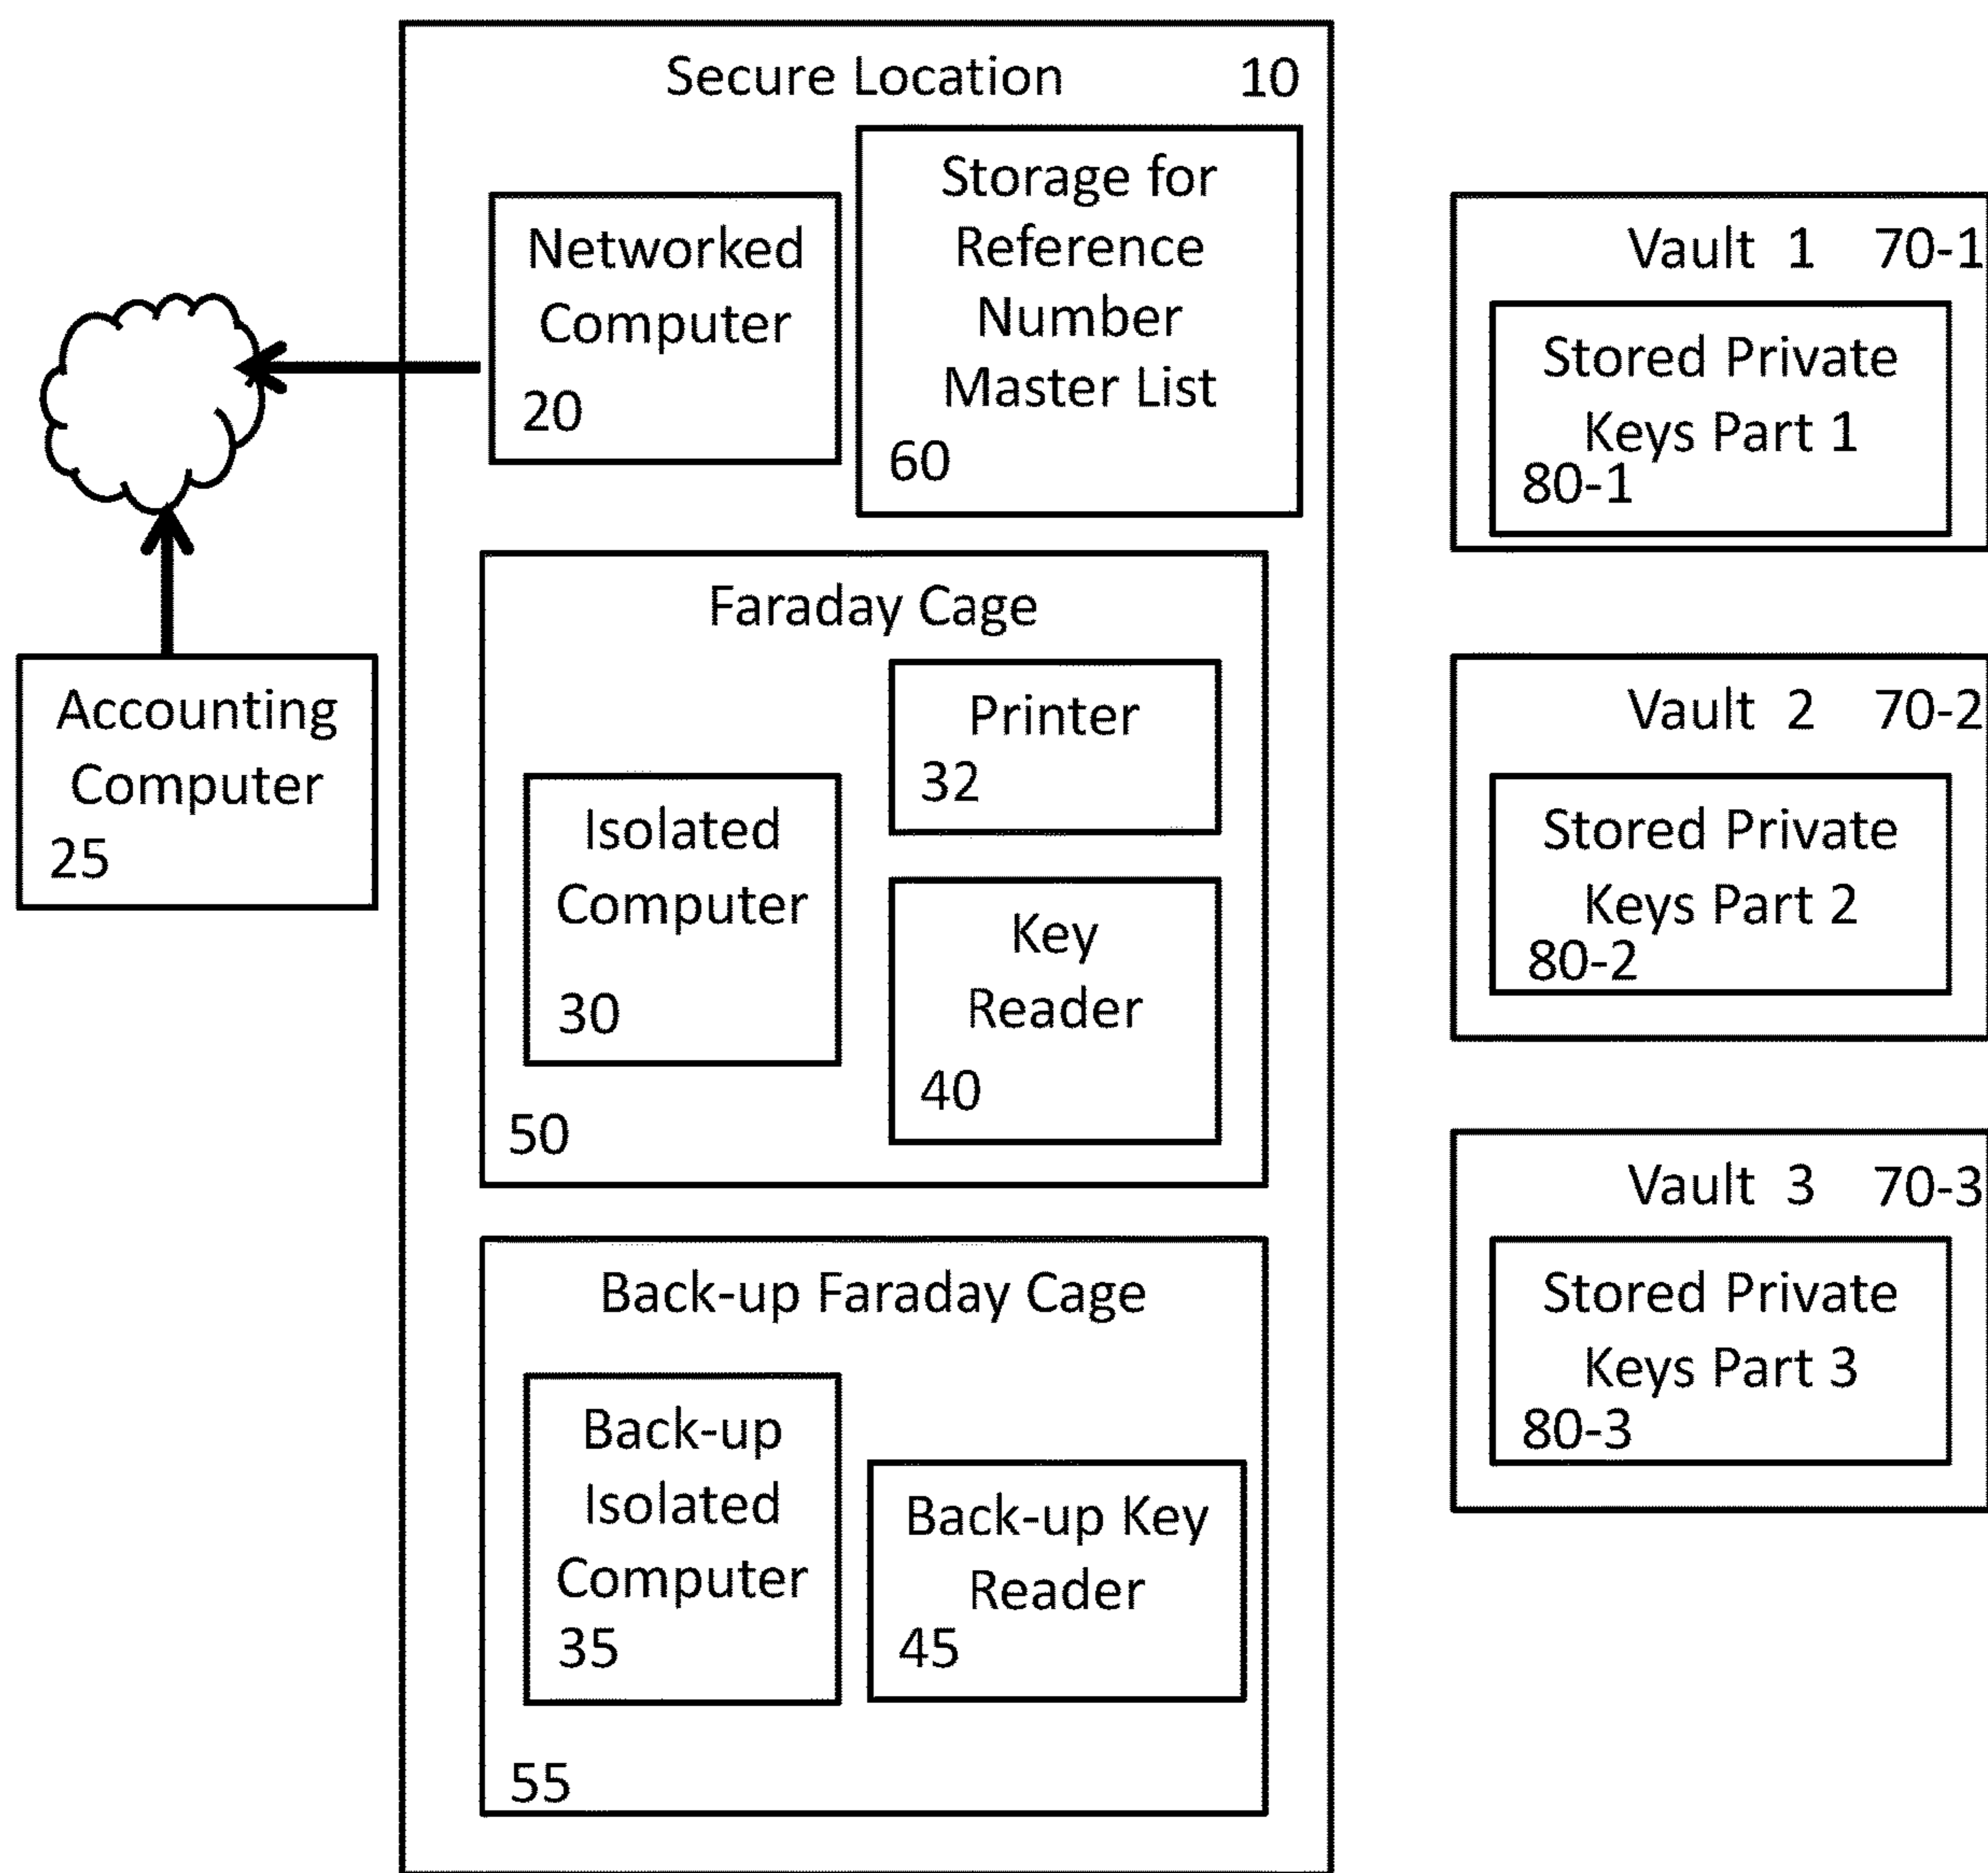 Secure Location 10
Networked
Computer
20
Storage for
Reference
Number
Master List
60
Accounting
Computer
25
Faraday Cage
Printer
32
Isolated
Computer
30
Key
Reader
40
50
Back-up Faraday Cage
Back-up
Isolated
Computer
35
Back-up Key
Reader
45
55
Vault 1 70-1
Stored Private
Keys Part 1
80-1
Vault 2 70-2
Stored Private
Keys Part 2
80-2
Vault 3 70-3
Stored Private
Keys Part 3
80-3